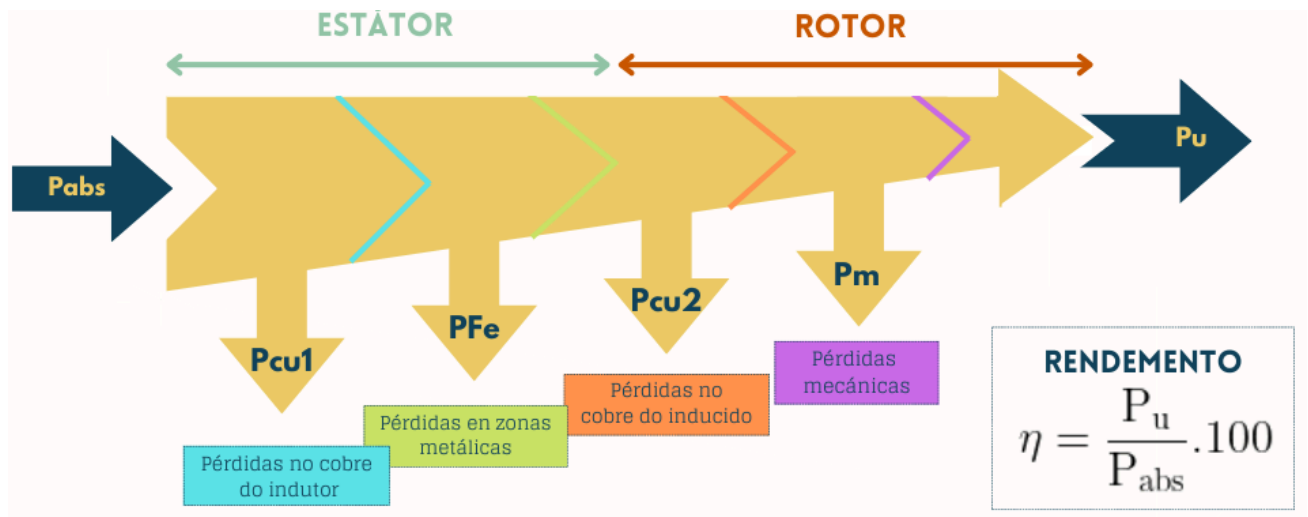 ESTÁTOR
ROTOR
Pabs
Pu
Pcu1
PFe
Pcu2
Pm
Pérdidas no cobre
do indutor
Pérdidas en zonas
metálicas
Pérdidas no
cobre do inducido
Pérdidas
mecánicas
RENDEMENTO
η = Pu / Pabs .100